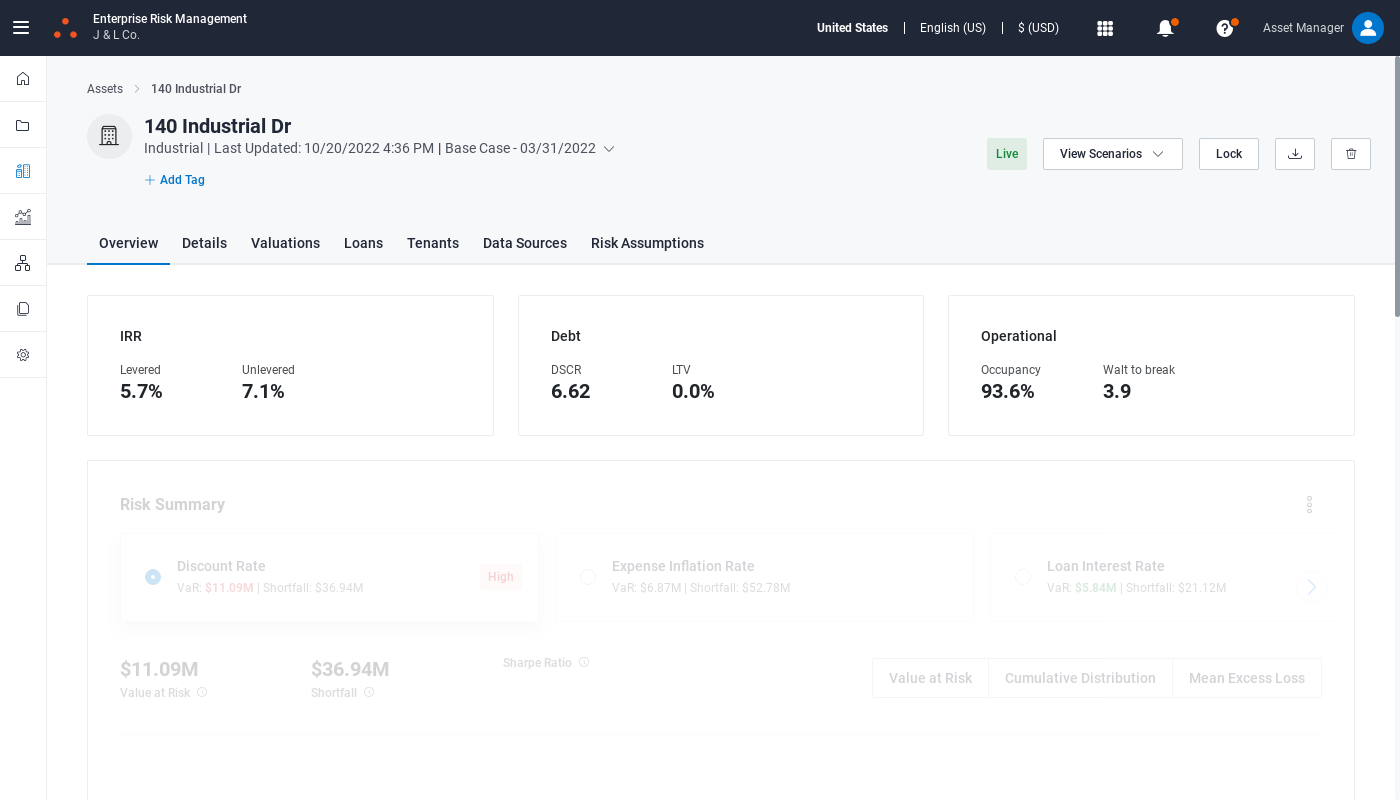 Enterprise Risk Management
J & L Co.
United States | English (US) | $ (USD)
Asset Manager
Assets > 140 Industrial Dr
140 Industrial Dr
Industrial | Last Updated: 10/20/2022 4:36 PM | Base Case - 03/31/2022
Add Tag
Live
View Scenarios
Lock
Overview Details Valuations Loans Tenants Data Sources Risk Assumptions
IRR
Levered Unlevered
5.7% 7.1%
Debt
DSCR LTV
6.62 0.0%
Operational
Occupancy Walt to break
93.6% 3.9
Risk Summary
Discount Rate
VaR: $11.09M | Shortfall: $36.94M
High
Expense Inflation Rate
VaR: $6.87M | Shortfall: $52.78M
Loan Interest Rate
VaR: $5.84M | Shortfall: $21.12M
$11.09M
Value at Risk
$36.94M
Shortfall
Sharpe Ratio
Value at Risk Cumulative Distribution Mean Excess Loss